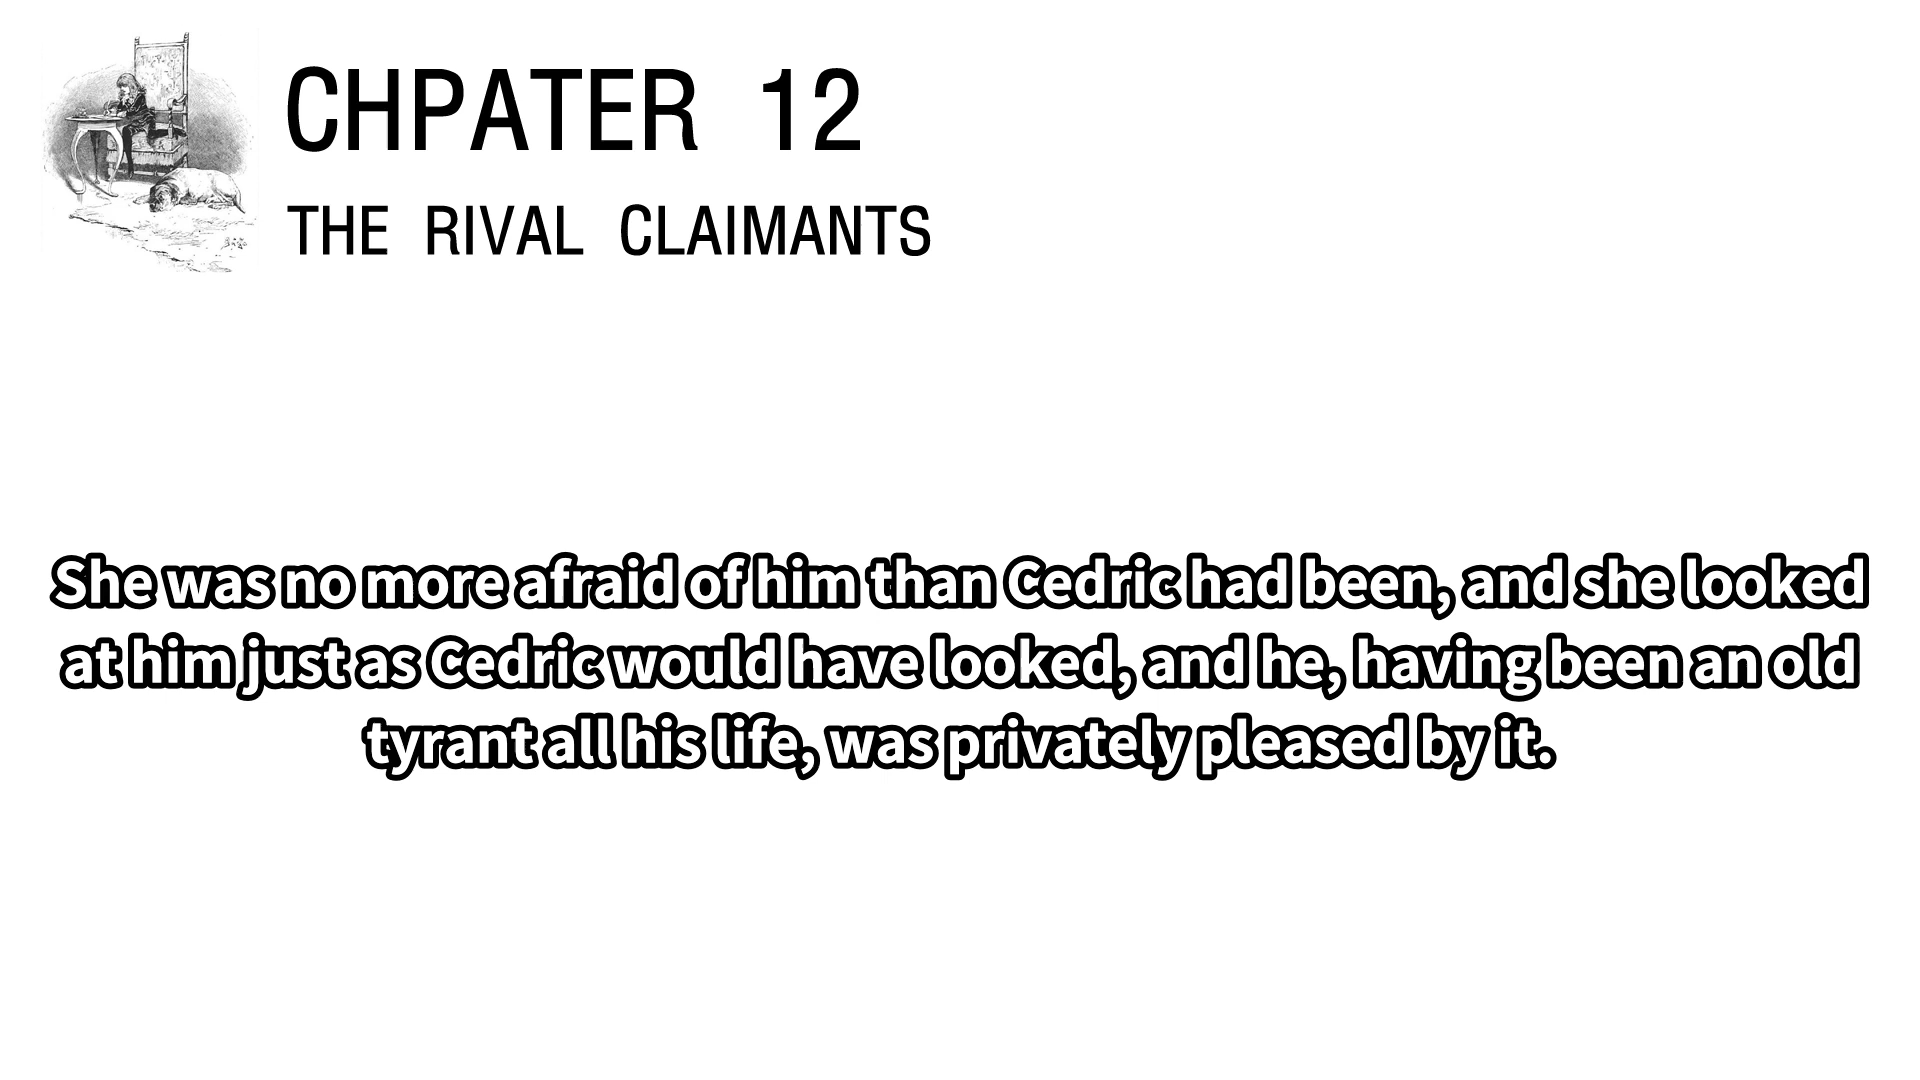 CHPATER 12
THE RIVAL CLAIMANTS
She was no more afraid of him than Cedric had been, and she looked
at him just as Cedric would have looked, and he, having been an old
tyrant all his life, was privately pleased by it.